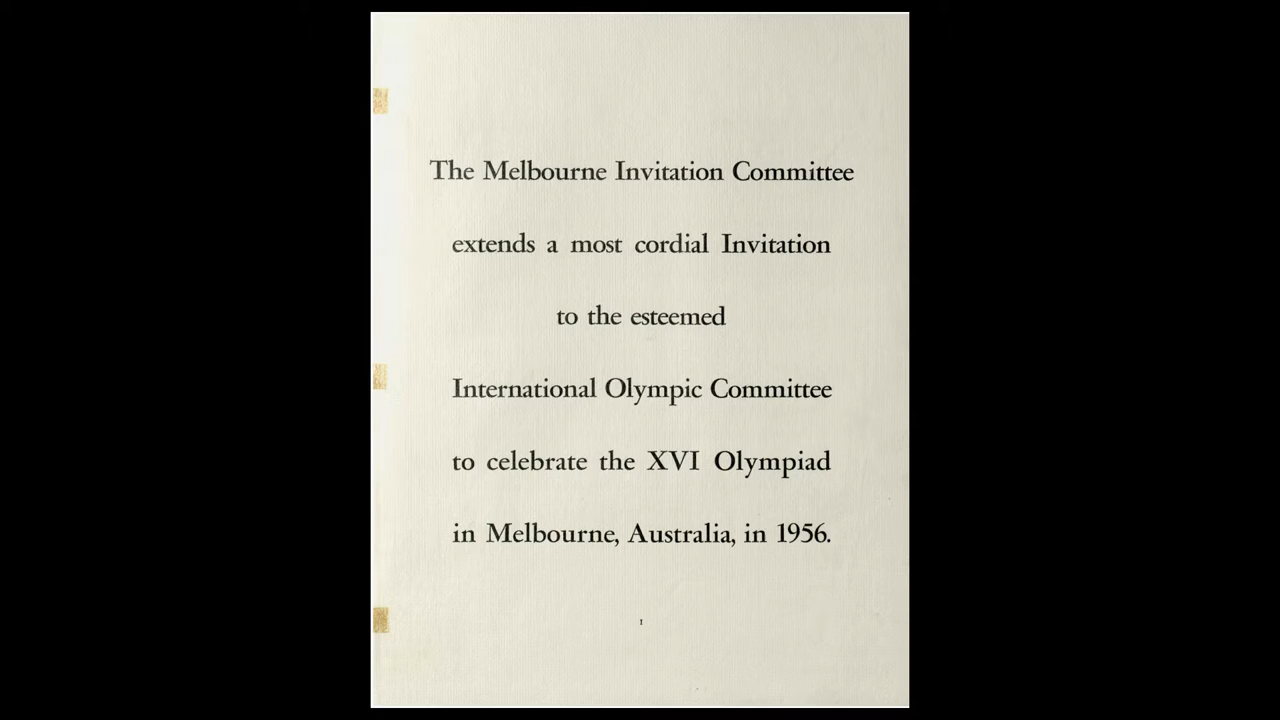 The Melbourne Invitation Committee
extends a most cordial Invitation
to the esteemed
International Olympic Committee
to celebrate the XVI Olympiad
in Melbourne, Australia, in 1956.
1